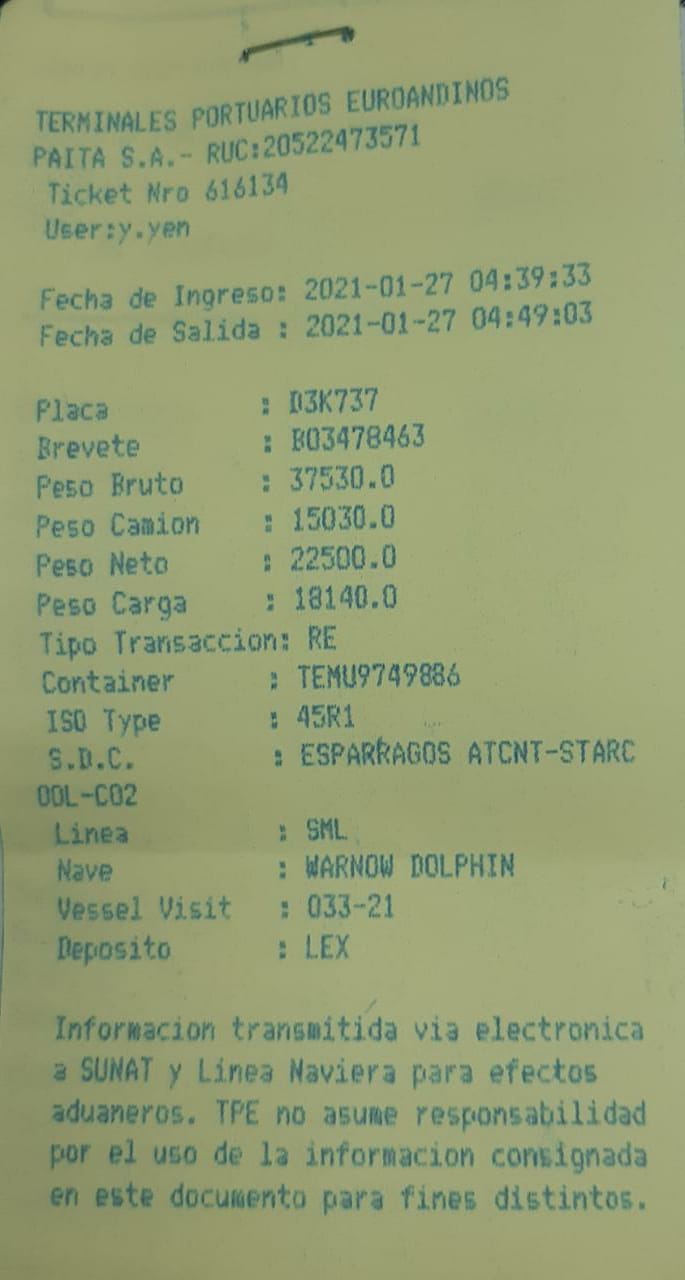 TERMINALES PORTUARIOS EUROANDINOS
PAITA S.A.- RUC:20522473571
Ticket Nro 616134
User:y.yen
Fecha de Ingreso: 2021-01-27 04:39:33
Fecha de Salida : 2021-01-27 04:49:03
Placa : D3K737
Brevete : B03478463
Peso Bruto : 37530.0
Peso Camion : 15030.0
Peso Neto : 22500.0
Peso Carga : 18140.0
Tipo Transaccion: RE
Container : TEMU9749886
ISO Type : 45R1
S.D.C. : ESPARRAGOS ATCNT-STARC
OOL-CO2
Linea : SML
Nave : WARNOW DOLPHIN
Vessel Visit : 033-21
Deposito : LEX
Informacion transmitida via electronica
a SUNAT y Linea Naviera para efectos
aduaneros. TPE no asume responsabilidad
por el uso de la informacion consignada
en este documento para fines distintos.